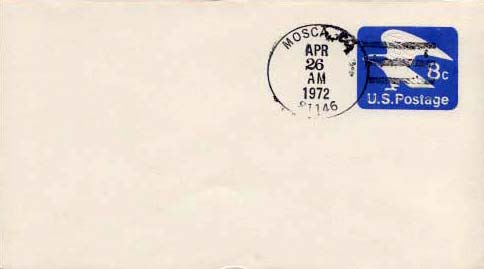 MOSCA,
APR
26
AM
1972
81146
8c
U.S. Postage